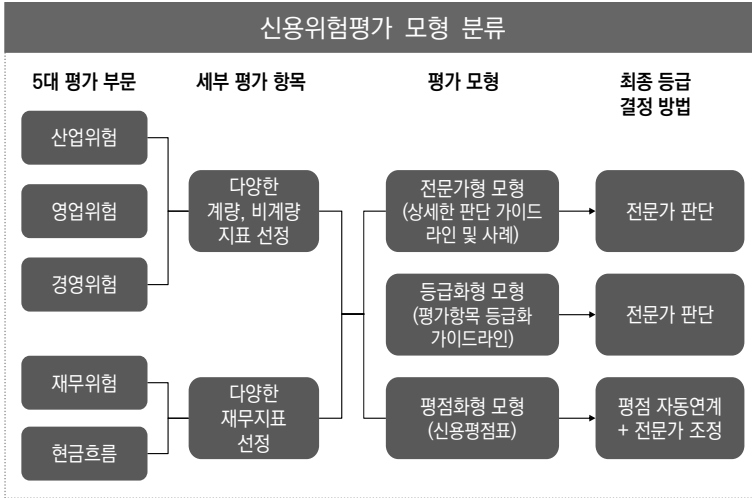 신용위험평가 모형 분류
5대 평가 부문
세부 평가 항목
평가 모형
최종 등급
결정 방법
산업위험
영업위험
경영위험
재무위험
현금흐름
다양한
계량, 비계량
지표 선정
다양한
재무지표
선정
전문가형 모형
(상세한 판단 가이드
라인 및 사례)
등급화형 모형
(평가항목 등급화
가이드라인)
평점화형 모형
(신용평점표)
전문가 판단
전문가 판단
평점 자동연계
+ 전문가 조정